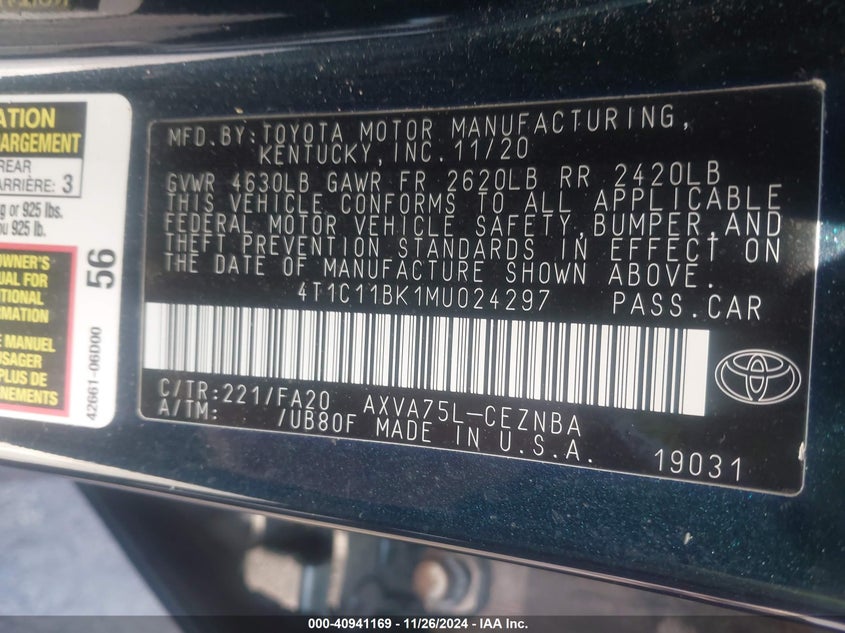 ATION
ARGEMENT
REAR
ARRIÈRE: 3
g or 925 lbs.
ou 925 lb.
OWNER'S
UAL FOR
TIONAL
RMATION
E MANUEL
USAGER
PLUS DE
NEMENTS
56
42661-06D00
MFD.BY:TOYOTA MOTOR MANUFACTURING,
KENTUCKY, INC. 11/20
GVWR 4630LB GAWR FR 2620LB RR 2420LB
THIS VEHICLE CONFORMS TO ALL APPLICABLE
FEDERAL MOTOR VEHICLE SAFETY,BUMPER,AND
THEFT PREVENTION STANDARDS IN EFFECT ON
THE DATE OF MANUFACTURE SHOWN ABOVE.
4T1C11BK1MU024297 PASS.CAR
C/TR:221/FA20 AXVA75L-CEZNBA
A/TM: /UB80F MADE IN U.S.A.
19031
000-40941169 - 11/26/2024 - IAA Inc.